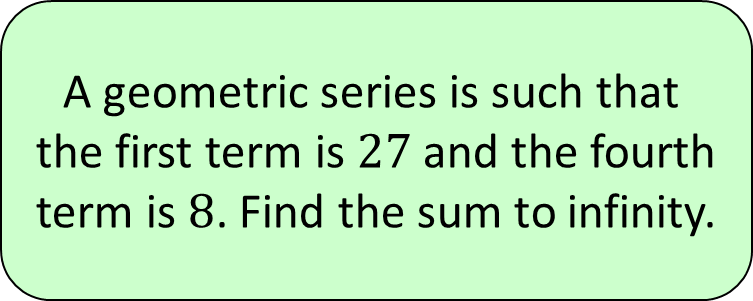 A geometric series is such that
the first term is 27 and the fourth
term is 8. Find the sum to infinity.